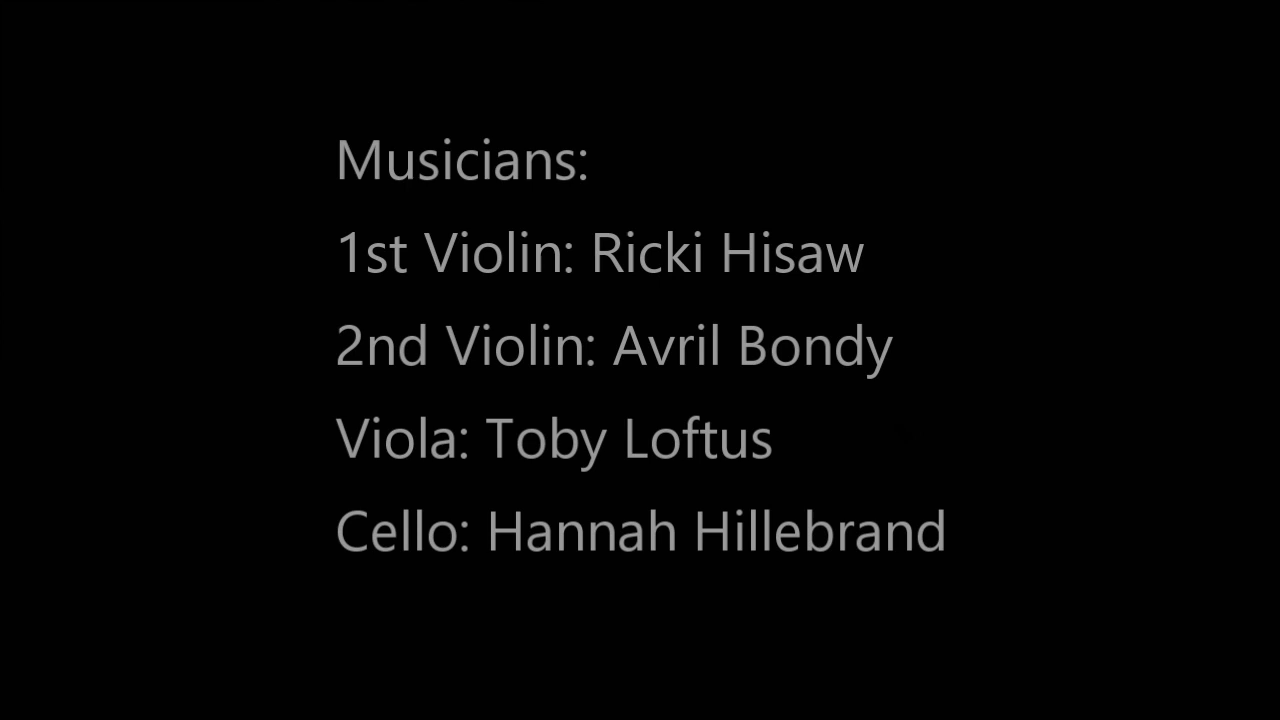 Musicians:
1st Violin: Ricki Hisaw
2nd Violin: Avril Bondy
Viola: Toby Loftus
Cello: Hannah Hillebrand